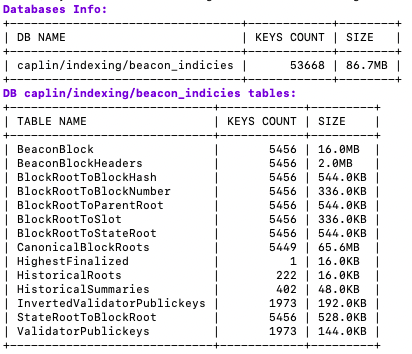 Databases Info:
+-------------------------------+------------+--------+
| DB NAME                       | KEYS COUNT | SIZE   |
+-------------------------------+------------+--------+
| caplin/indexing/beacon_indicies |      53668 | 86.7MB |
+-------------------------------+------------+--------+
DB caplin/indexing/beacon_indicies tables:
+----------------------------+------------+---------+
| TABLE NAME                 | KEYS COUNT | SIZE    |
+----------------------------+------------+---------+
| BeaconBlock                |       5456 | 16.0MB  |
| BeaconBlockHeaders         |       5456 | 2.0MB   |
| BlockRootToBlockHash       |       5456 | 544.0KB |
| BlockRootToBlockNumber     |       5456 | 336.0KB |
| BlockRootToParentRoot      |       5456 | 544.0KB |
| BlockRootToSlot            |       5456 | 336.0KB |
| BlockRootToStateRoot       |       5456 | 544.0KB |
| CanonicalBlockRoots        |       5449 | 65.6MB  |
| HighestFinalized           |          1 | 16.0KB  |
| HistoricalRoots            |        222 | 16.0KB  |
| HistoricalSummaries        |        402 | 48.0KB  |
| InvertedValidatorPublickeys |       1973 | 192.0KB |
| StateRootToBlockRoot       |       5456 | 528.0KB |
| ValidatorPublickeys        |       1973 | 144.0KB |
+----------------------------+------------+---------+